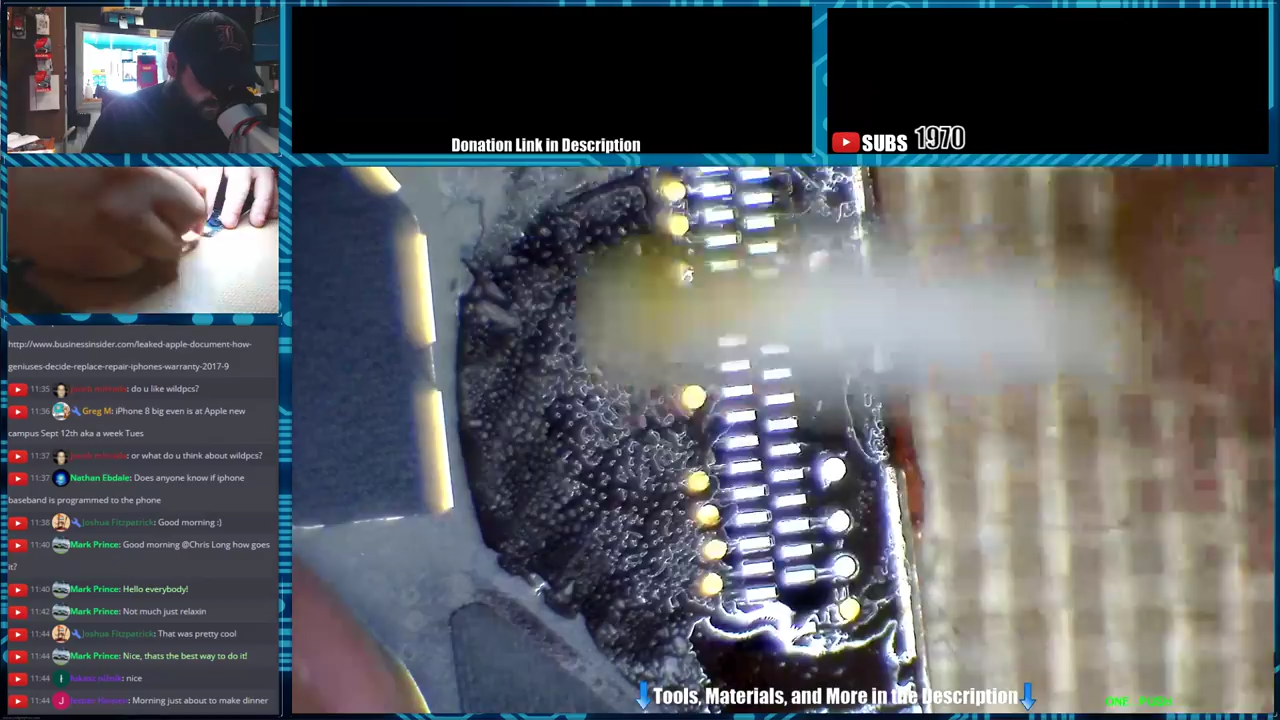 Donation Link in Description
SUBS 1970
http://www.businessinsider.com/leaked-apple-document-how-
geniuses-decide-replace-repair-iphones-warranty-2017-9
11:35 : do u like wildpcs?
11:36 Greg M: iPhone 8 big even is at Apple new
campus Sept 12th aka a week Tues
11:37 : or what do u think about wildpcs?
11:37 Nathan Ebdale: Does anyone know if iphone
baseband is programmed to the phone
11:38 Joshua Fitzpatrick: Good morning :)
11:40 Mark Prince: Good morning @Chris Long how goes
it?
11:40 Mark Prince: Hello everybody!
11:42 Mark Prince: Not much just relaxin
11:44 Joshua Fitzpatrick: That was pretty cool
11:44 Mark Prince: Nice, thats the best way to do it!
11:44 : nice
11:44 : Morning just about to make dinner
Tools, Materials, and More in the Description
ONE PUSH